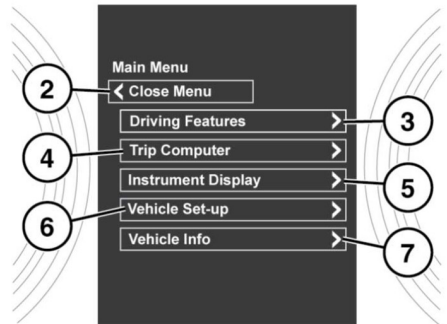 Main Menu
2 Close Menu
Driving Features 3
4 Trip Computer
Instrument Display 5
6 Vehicle Set-up
Vehicle Info 7